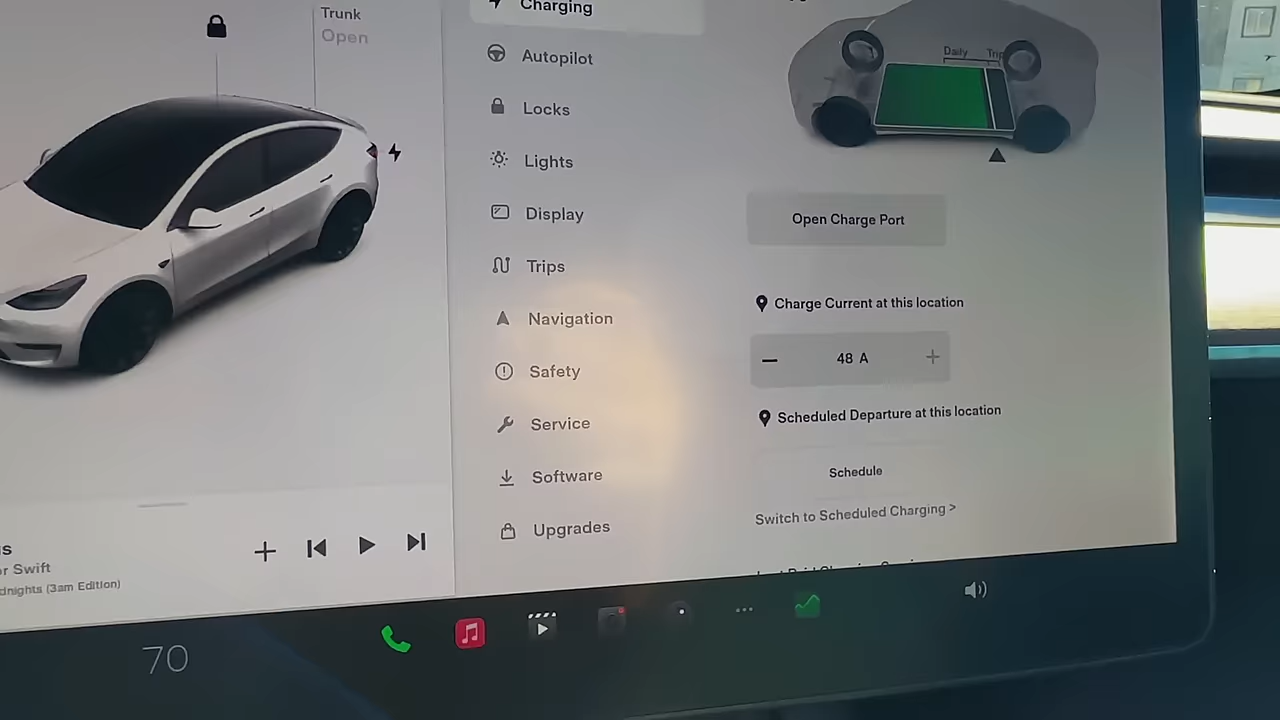 Trunk
Open
Charging
Autopilot
Locks
Lights
Display
Trips
Navigation
Safety
Service
Software
Upgrades
Daily
Trip
Open Charge Port
Charge Current at this location
− 48 A +
Scheduled Departure at this location
Schedule
Switch to Scheduled Charging >
s
r Swift
dnights (3am Edition)
70